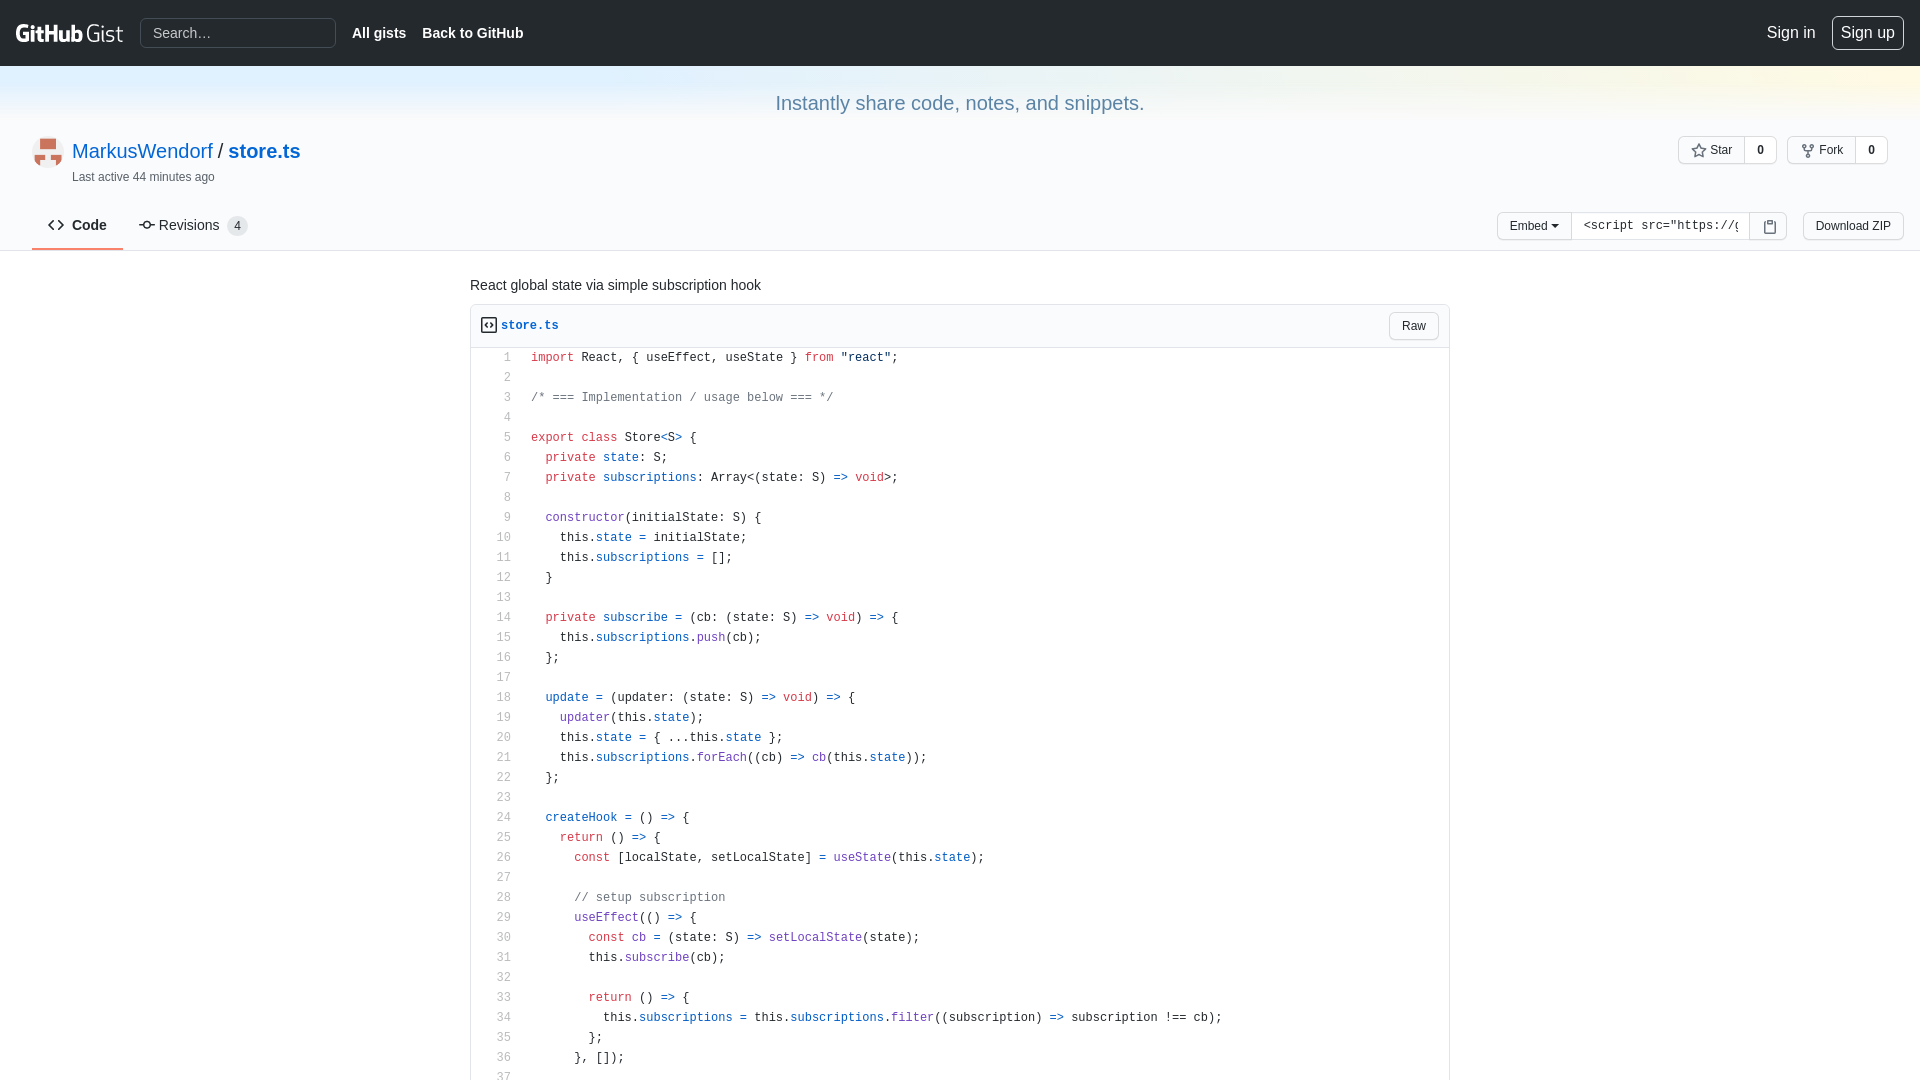 GitHub Gist Search… All gists Back to GitHub Sign in Sign up
Instantly share code, notes, and snippets.
MarkusWendorf / store.ts
Last active 44 minutes ago
Star 0 Fork 0
Code Revisions 4 Embed <script src="https://g Download ZIP
React global state via simple subscription hook
store.ts Raw
1 import React, { useEffect, useState } from "react";
2
3 /* === Implementation / usage below === */
4
5 export class Store<S> {
6 private state: S;
7 private subscriptions: Array<(state: S) => void>;
8
9 constructor(initialState: S) {
10 this.state = initialState;
11 this.subscriptions = [];
12 }
13
14 private subscribe = (cb: (state: S) => void) => {
15 this.subscriptions.push(cb);
16 };
17
18 update = (updater: (state: S) => void) => {
19 updater(this.state);
20 this.state = { ...this.state };
21 this.subscriptions.forEach((cb) => cb(this.state));
22 };
23
24 createHook = () => {
25 return () => {
26 const [localState, setLocalState] = useState(this.state);
27
28 // setup subscription
29 useEffect(() => {
30 const cb = (state: S) => setLocalState(state);
31 this.subscribe(cb);
32
33 return () => {
34 this.subscriptions = this.subscriptions.filter((subscription) => subscription !== cb);
35 };
36 }, []);
37